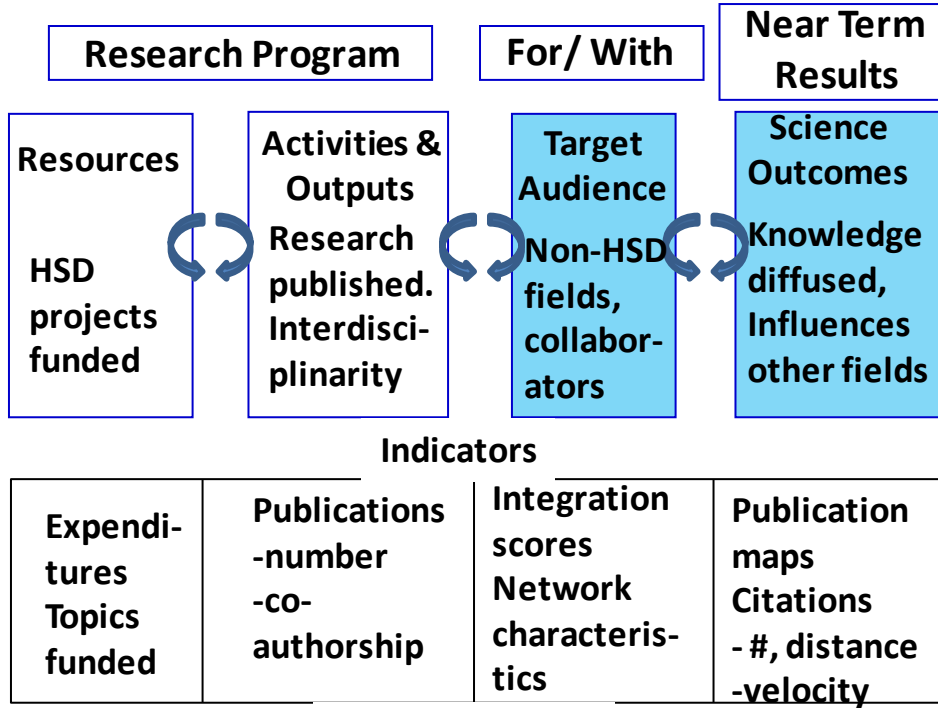 Research Program
For/ With
Near Term
Results
Resources
HSD
projects
funded
Activities &
Outputs
Research
published.
Interdisci-
plinarity
Target
Audience
Non-HSD
fields,
collabor-
ators
Science
Outcomes
Knowledge
diffused,
Influences
other fields
Indicators
Expendi-
tures
Topics
funded
Publications
-number
-co-
authorship
Integration
scores
Network
characteris-
tics
Publication
maps
Citations
- #, distance
-velocity